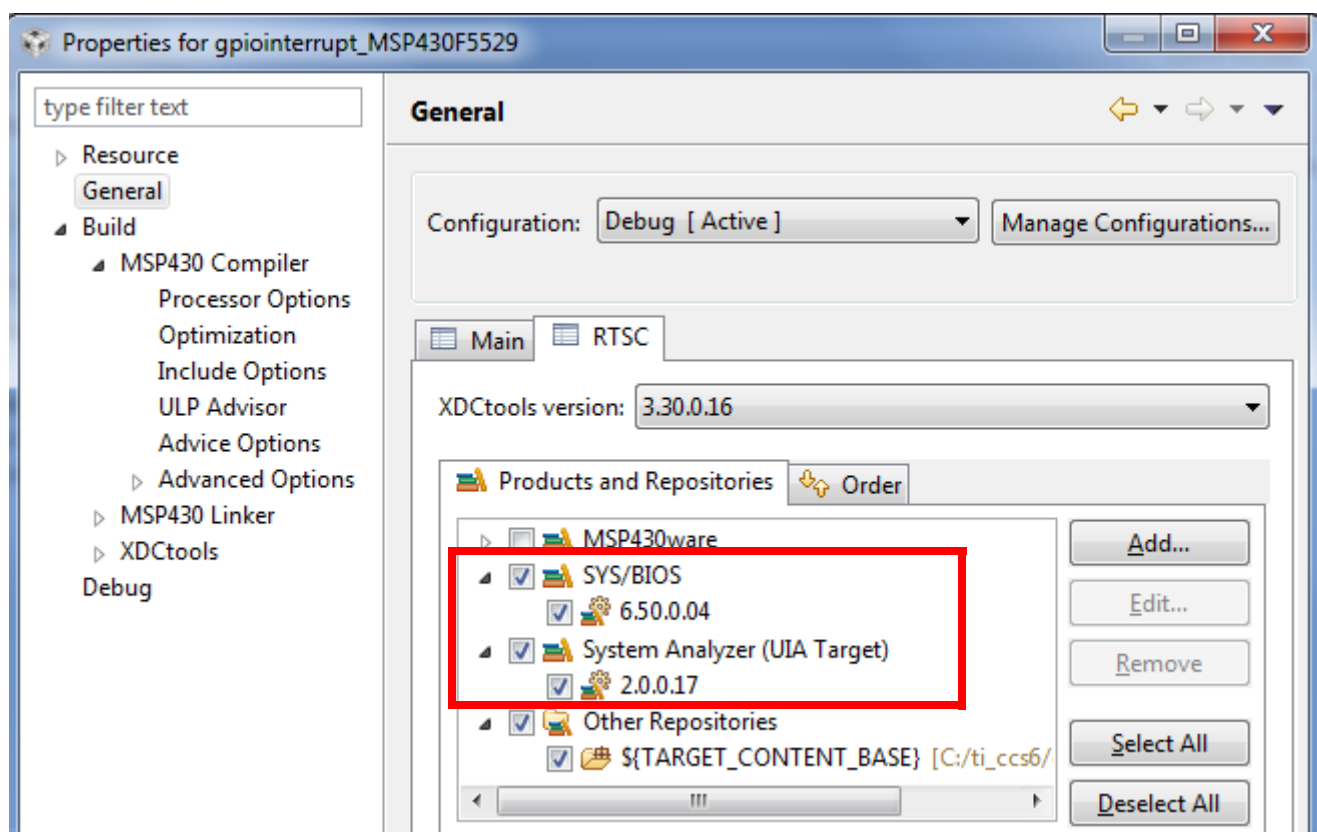 Properties for gpiointerrupt_MSP430F5529
type filter text
Resource
General
Build
MSP430 Compiler
Processor Options
Optimization
Include Options
ULP Advisor
Advice Options
Advanced Options
MSP430 Linker
XDCtools
Debug
General
Configuration: Debug [ Active ] Manage Configurations...
Main RTSC
XDCtools version: 3.30.0.16
Products and Repositories Order
MSP430ware
SYS/BIOS
6.50.0.04
System Analyzer (UIA Target)
2.0.0.17
Other Repositories
${TARGET_CONTENT_BASE} [C:/ti_ccs6/
Add...
Edit...
Remove
Select All
Deselect All